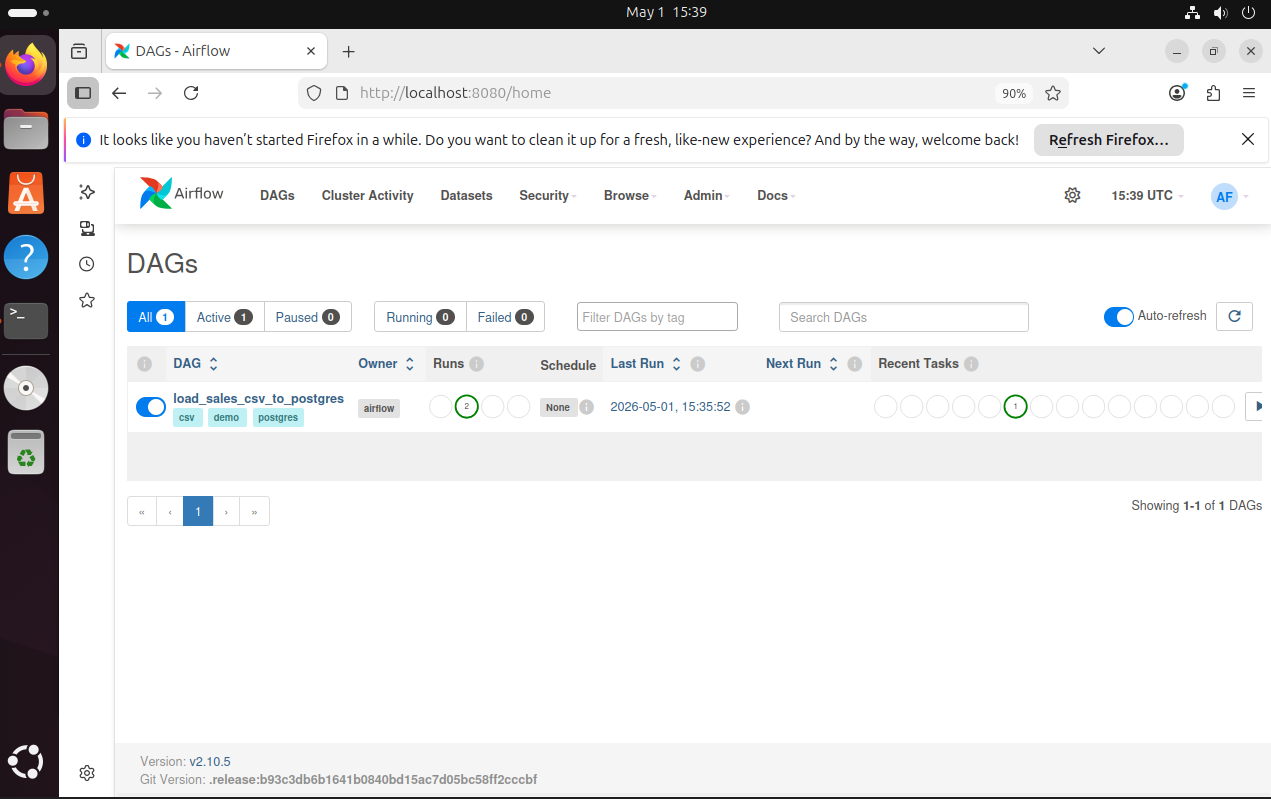 May 1 15:39
DAGs - Airflow
http://localhost:8080/home
90%
It looks like you haven't started Firefox in a while. Do you want to clean it up for a fresh, like-new experience? And by the way, welcome back!
Refresh Firefox...
Airflow
DAGs
Cluster Activity
Datasets
Security
Browse
Admin
Docs
15:39 UTC
AF
DAGs
All 1
Active 1
Paused 0
Running 0
Failed 0
Filter DAGs by tag
Search DAGs
Auto-refresh
DAG
Owner
Runs
Schedule
Last Run
Next Run
Recent Tasks
load_sales_csv_to_postgres
csv
demo
postgres
airflow
2
None
2026-05-01, 15:35:52
1
« ‹ 1 › »
Showing 1-1 of 1 DAGs
Version: v2.10.5
Git Version: .release:b93c3db6b1641b0840bd15ac7d05bc58ff2cccbf